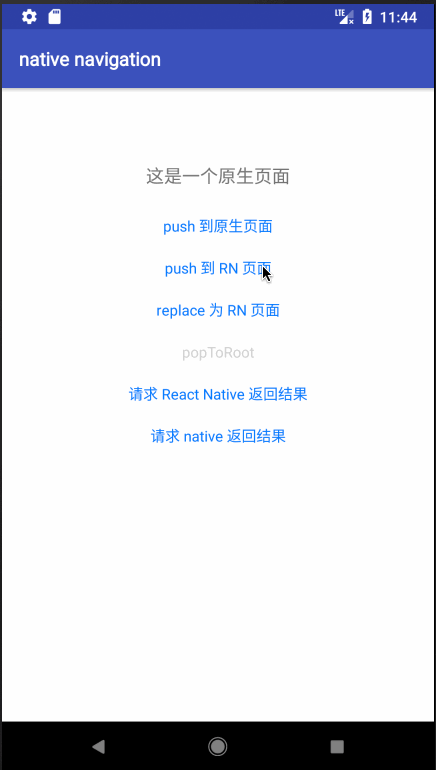 LTE 11:44
native navigation
这是一个原生页面
push 到原生页面
push 到 RN 页面
replace 为 RN 页面
popToRoot
请求 React Native 返回结果
请求 native 返回结果